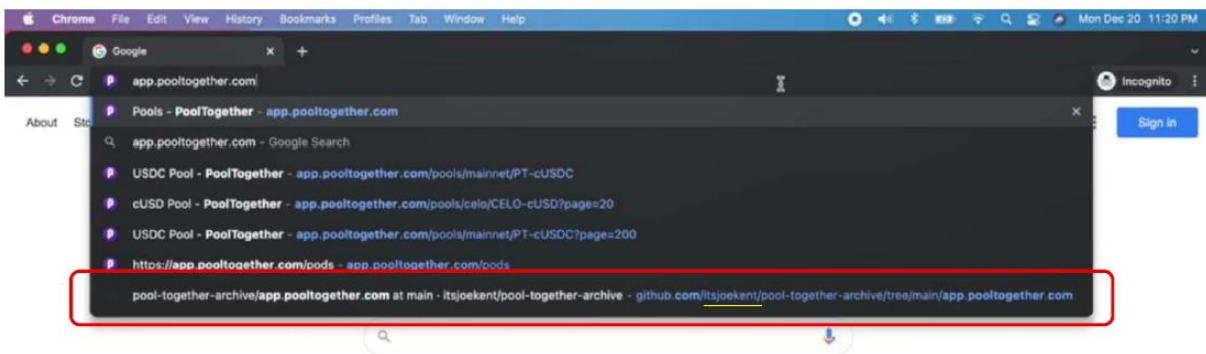 Chrome File Edit View History Bookmarks Profiles Tab Window Help Mon Dec 20 11:20 PM
Google
app.pooltogether.com Incognito
Pools - PoolTogether - app.pooltogether.com
About Sto Sign in
app.pooltogether.com - Google Search
USDC Pool - PoolTogether - app.pooltogether.com/pools/mainnet/PT-cUSDC
cUSD Pool - PoolTogether - app.pooltogether.com/pools/celo/CELO-cUSD?page=20
USDC Pool - PoolTogether - app.pooltogether.com/pools/mainnet/PT-cUSDC?page=200
https://app.pooltogether.com/pods - app.pooltogether.com/pods
pool-together-archive/app.pooltogether.com at main · itsjoekent/pool-together-archive - github.com/itsjoekent/pool-together-archive/tree/main/app.pooltogether.com